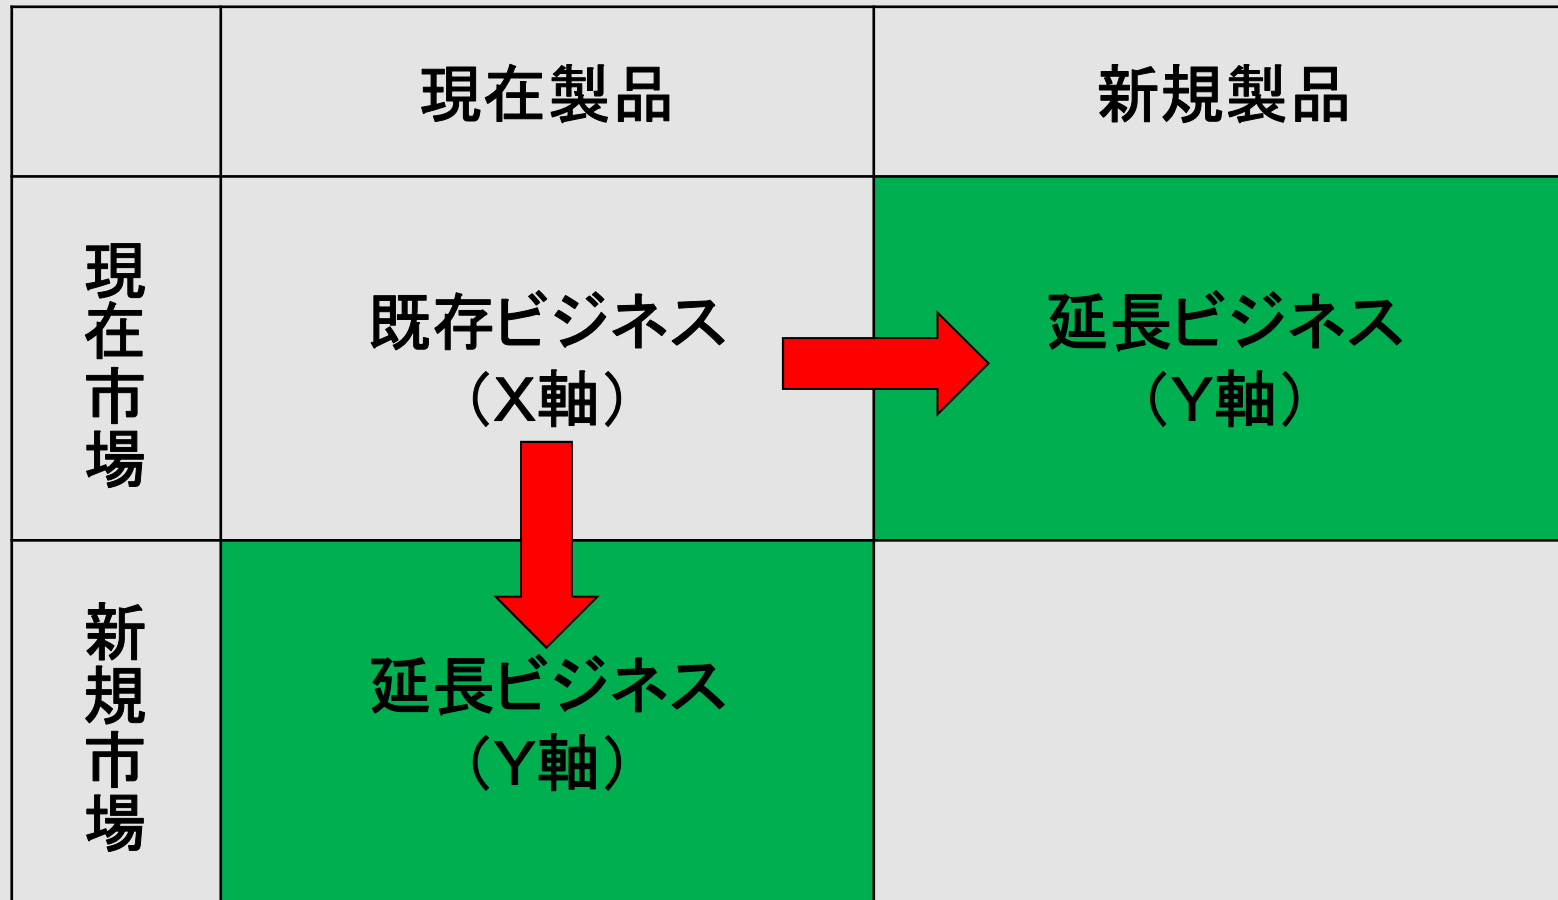 現在製品
新規製品
現在市場
既存ビジネス
（X軸）
延長ビジネス
（Y軸）
新規市場
延長ビジネス
（Y軸）